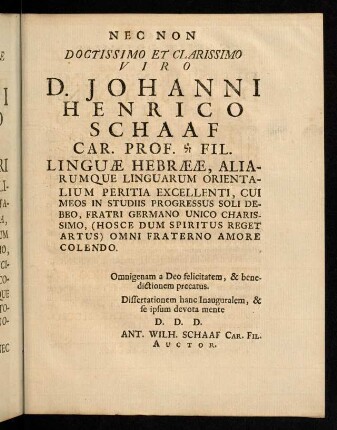 NEC NON
DOCTISSIMO ET CLARISSIMO
VIRO
D. JOHANNI
HENRICO
SCHAAF
CAR. PROF. FIL.
LINGUÆ HEBRÆÆ, ALIA-
RUMQUE LINGUARUM ORIENTA-
LIUM PERITIA EXCELLENTI, CUI
MEOS IN STUDIIS PROGRESSUS SOLI DE-
BEO, FRATRI GERMANO UNICO CHARIS-
SIMO, (HOSCE DUM SPIRITUS REGET
ARTUS) OMNI FRATERNO AMORE
COLENDO.
Omnigenam a Deo felicitatem, & bene-
dictionem precatus.
Dissertationem hanc Inauguralem, &
se ipsum devota mente
D. D. D.
ANT. WILH. SCHAAF CAR. FIL.
AUCTOR.